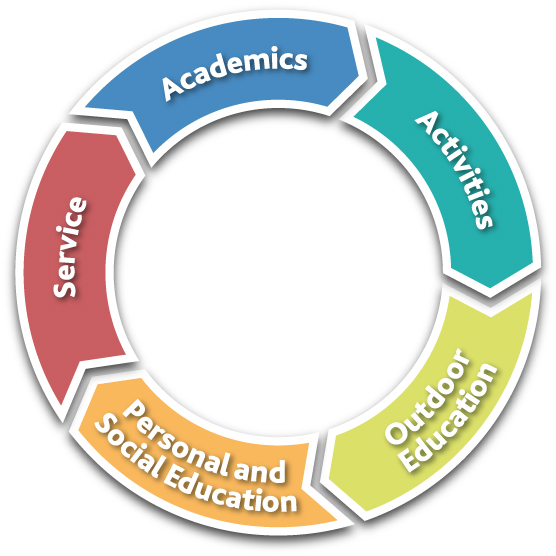 Academics
Activities
Outdoor
Education
Personal and
Social Education
Service